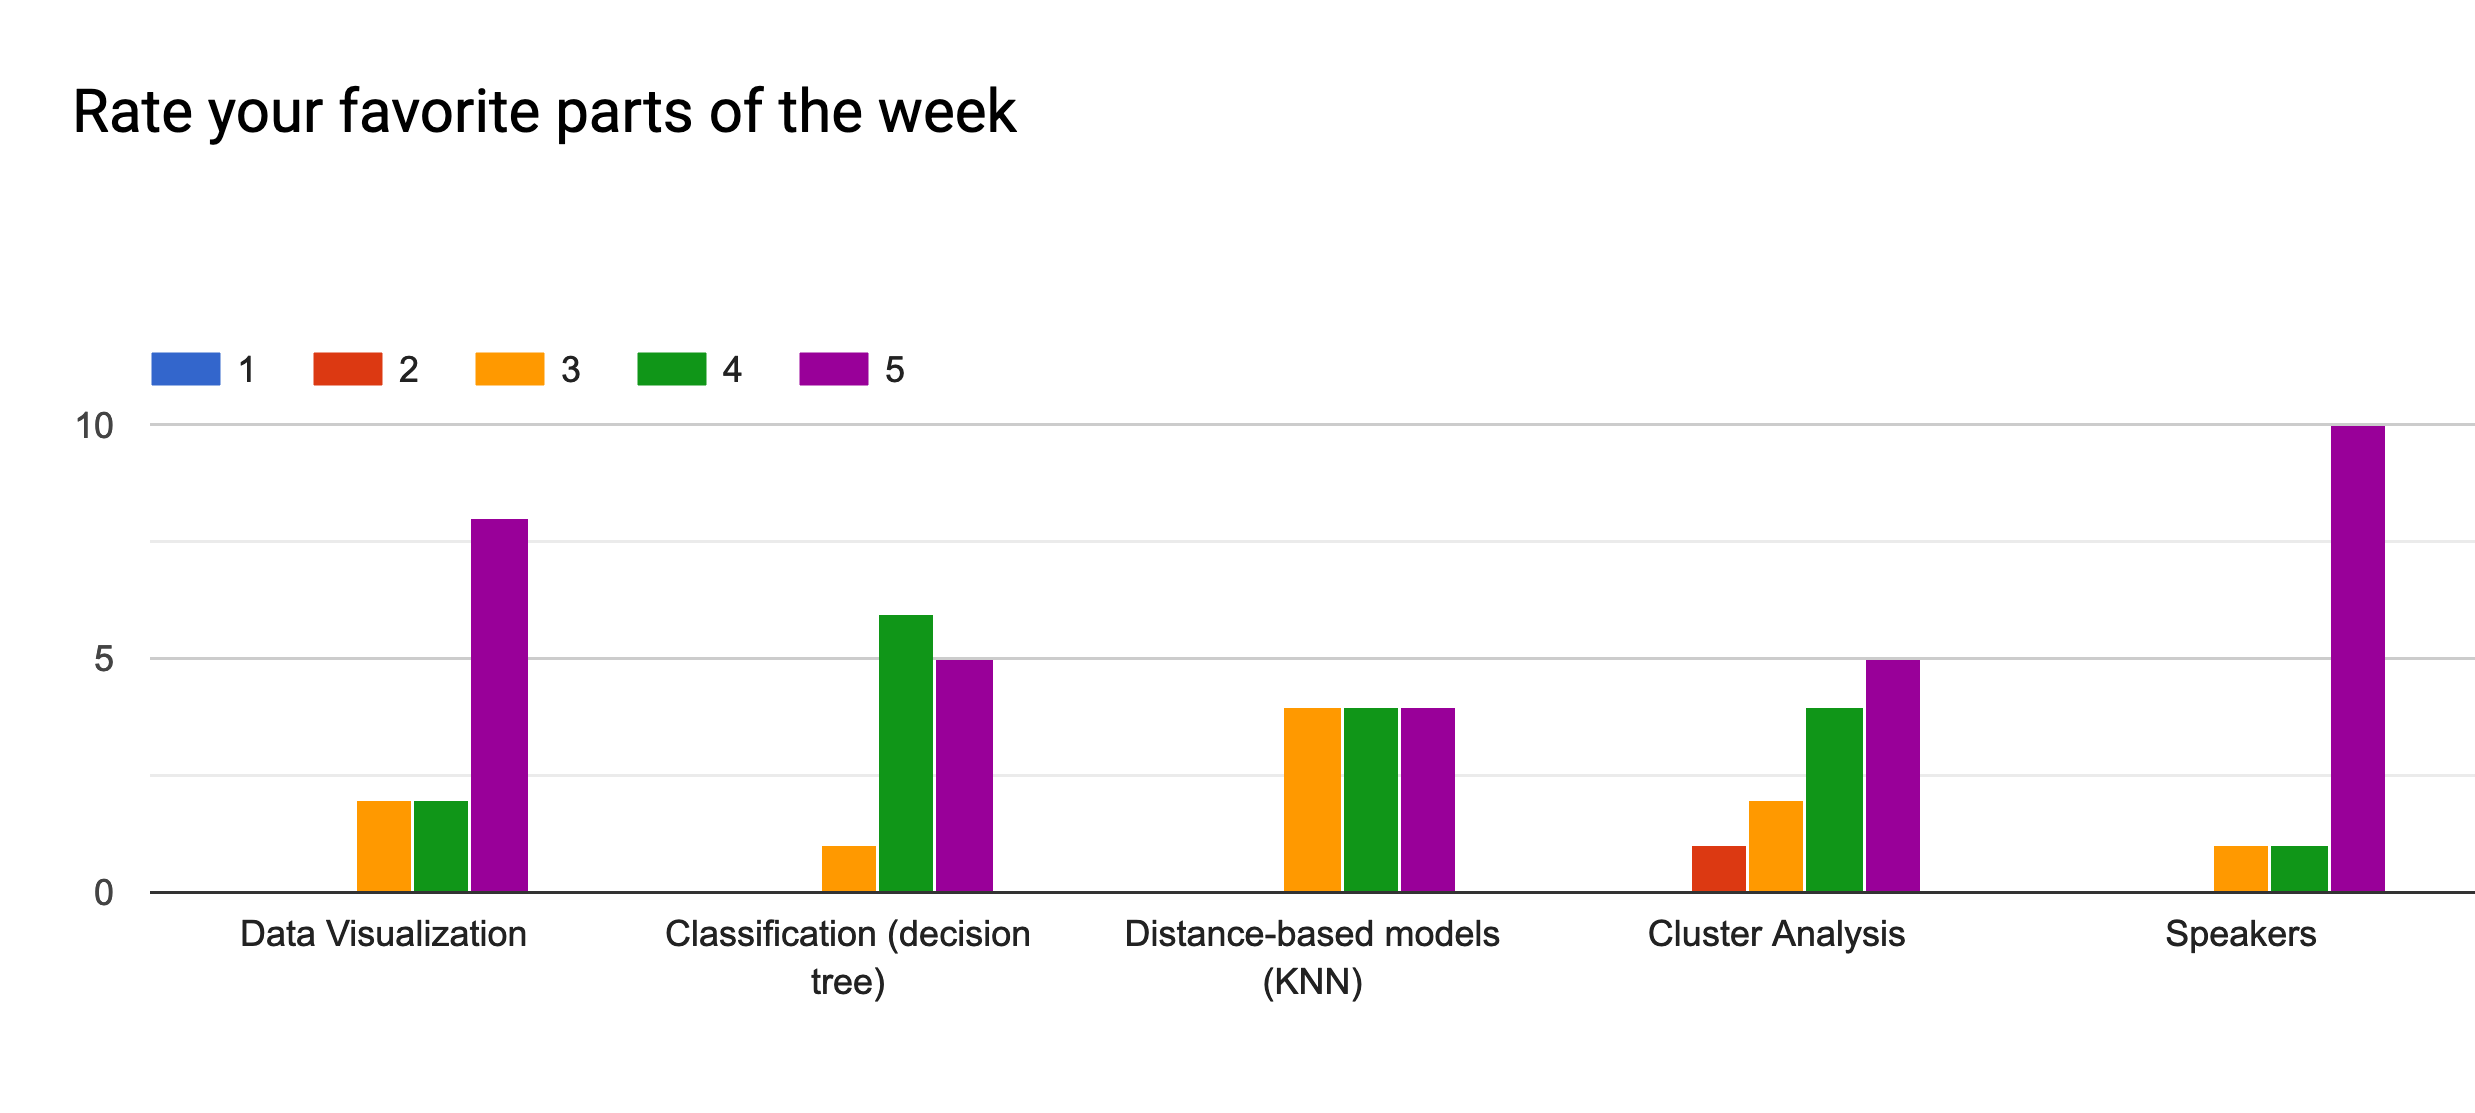 Rate your favorite parts of the week
1 2 3 4 5
10
5
0
Data Visualization
Classification (decision
tree)
Distance-based models
(KNN)
Cluster Analysis
Speakers